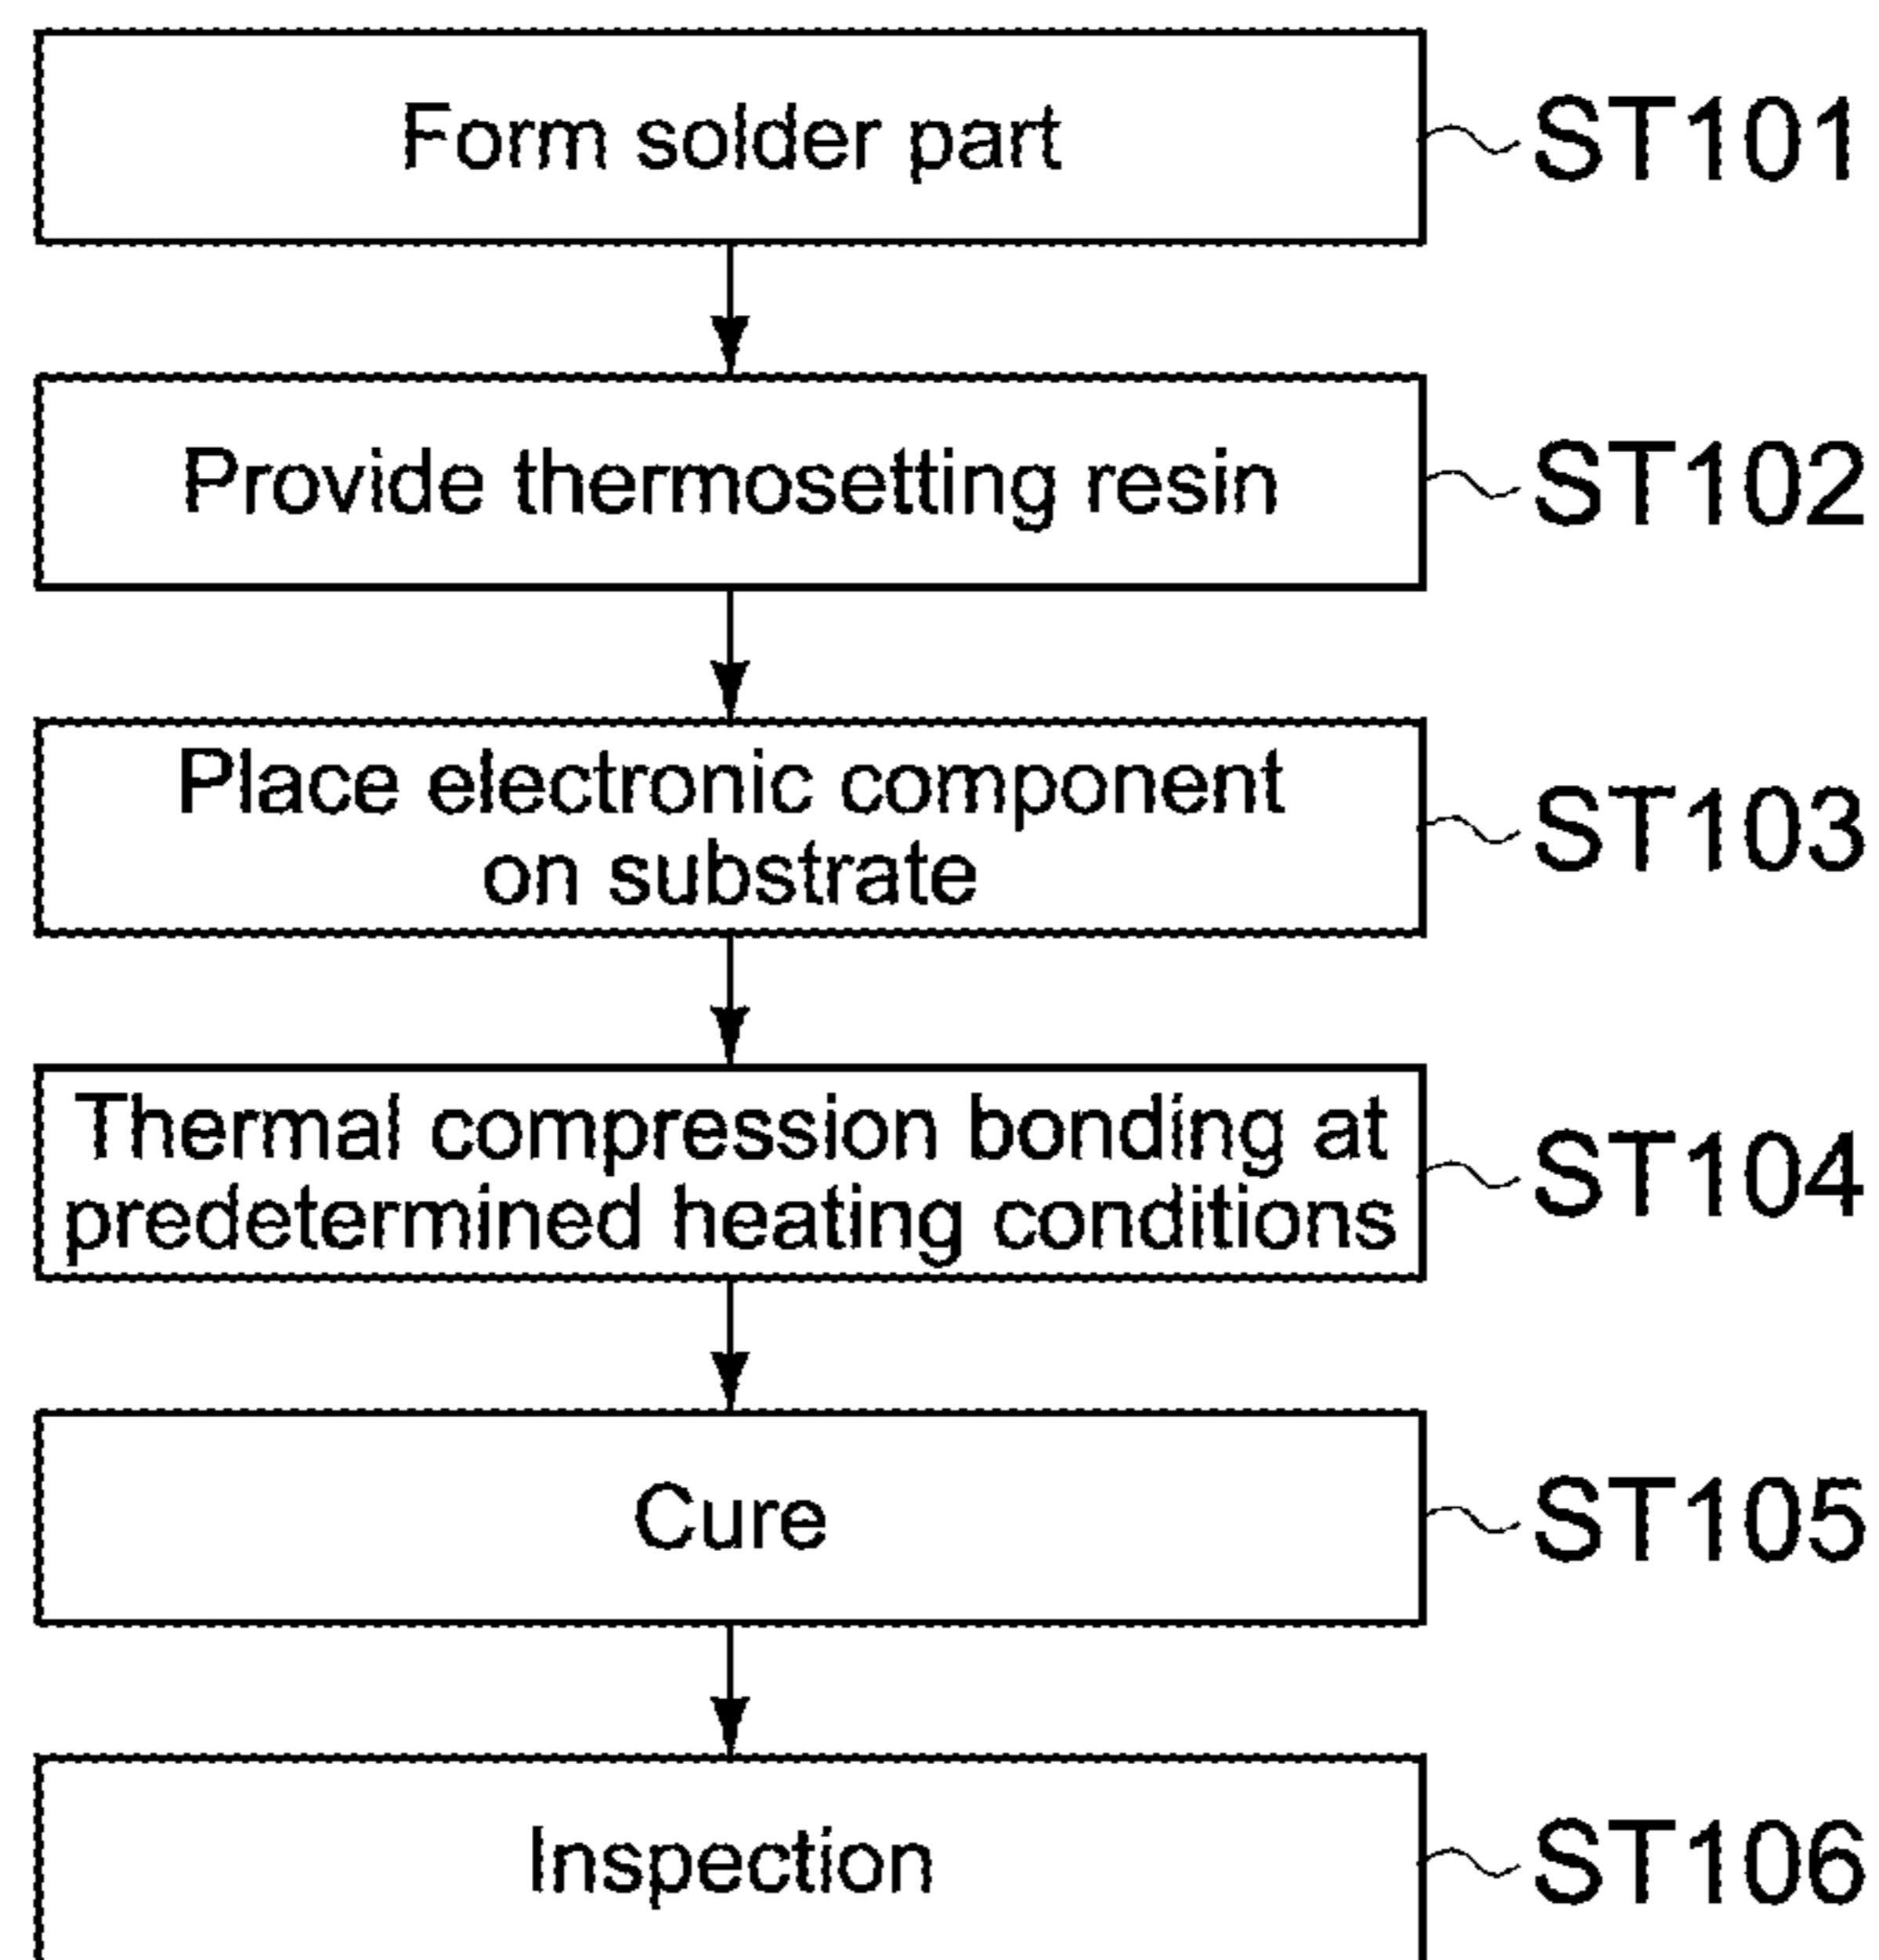 Form solder part
ST101
Provide thermosetting resin
ST102
Place electronic component
on substrate
ST103
Thermal compression bonding at
predetermined heating conditions
ST104
Cure
ST105
Inspection
ST106